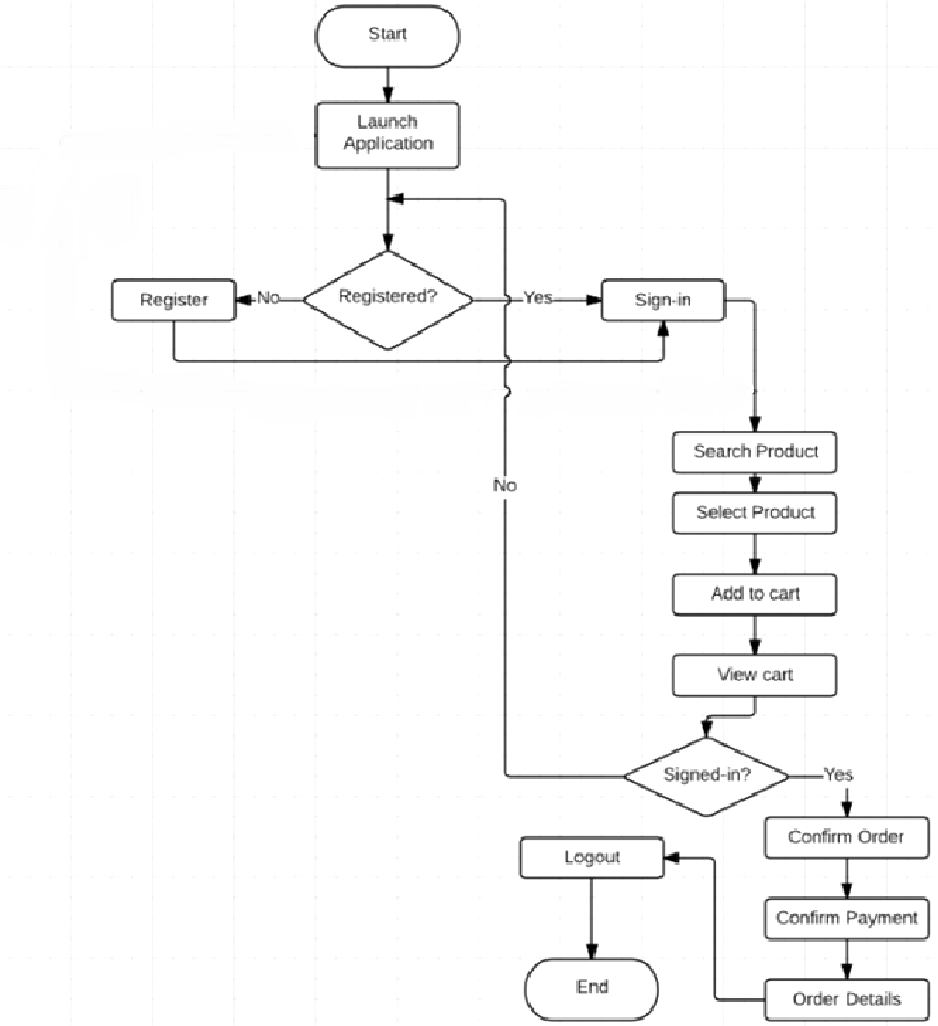 Start
Launch
Application
Register
No
Registered?
Yes
Sign-in
Search Product
No
Select Product
Add to cart
View cart
Signed-in?
Yes
Confirm Order
Logout
Confirm Payment
End
Order Details